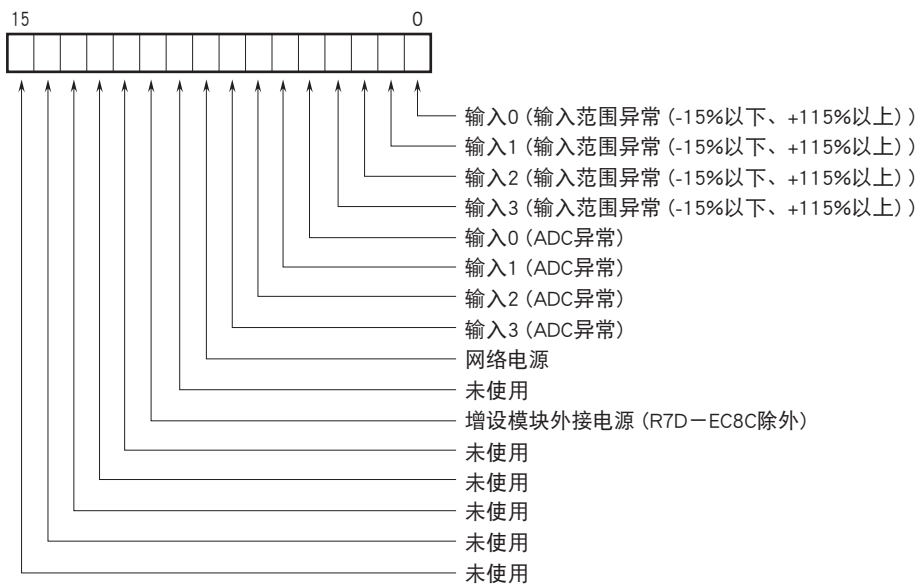 15 0
输入0 (输入范围异常 (-15%以下、+115%以上) )
输入1 (输入范围异常 (-15%以下、+115%以上) )
输入2 (输入范围异常 (-15%以下、+115%以上) )
输入3 (输入范围异常 (-15%以下、+115%以上) )
输入0 (ADC异常)
输入1 (ADC异常)
输入2 (ADC异常)
输入3 (ADC异常)
网络电源
未使用
增设模块外接电源 (R7D－EC8C除外)
未使用
未使用
未使用
未使用
未使用